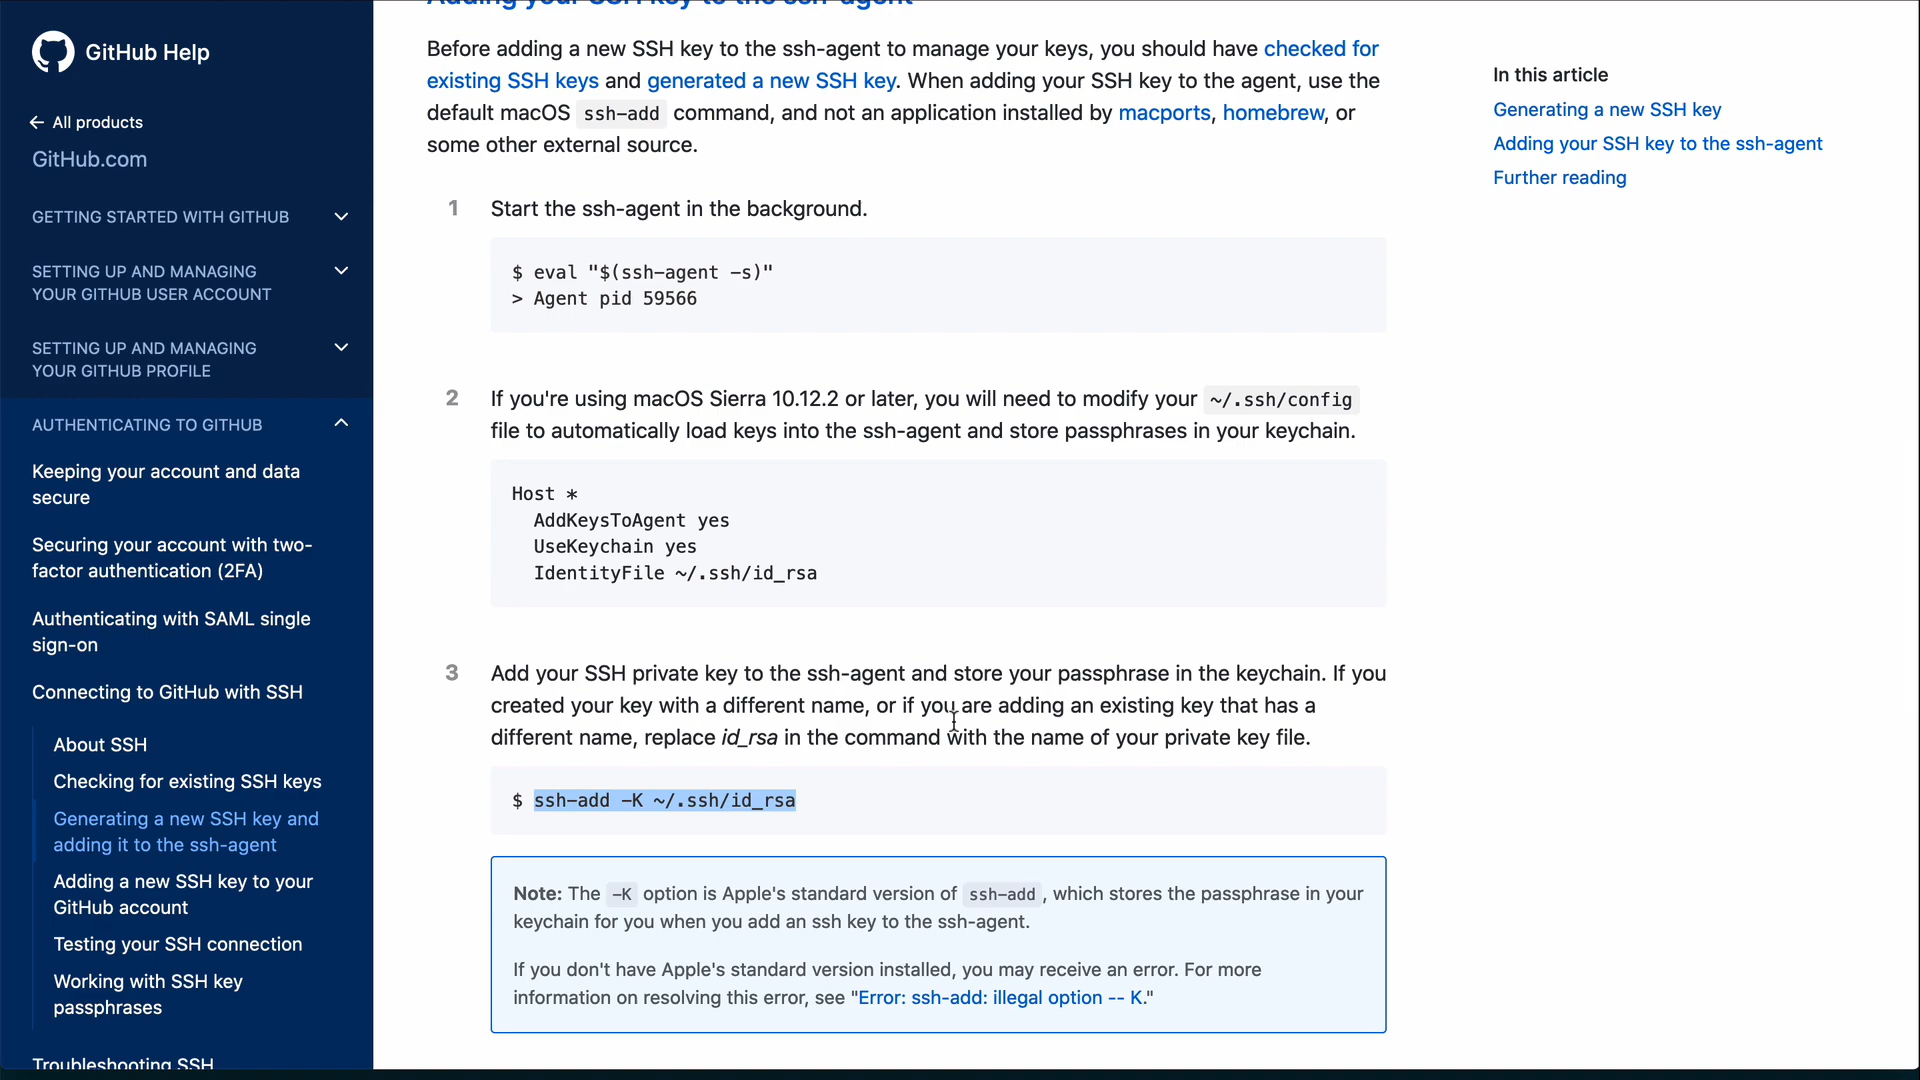 GitHub Help
← All products
GitHub.com
GETTING STARTED WITH GITHUB
SETTING UP AND MANAGING
YOUR GITHUB USER ACCOUNT
SETTING UP AND MANAGING
YOUR GITHUB PROFILE
AUTHENTICATING TO GITHUB
Keeping your account and data
secure
Securing your account with two-
factor authentication (2FA)
Authenticating with SAML single
sign-on
Connecting to GitHub with SSH
About SSH
Checking for existing SSH keys
Generating a new SSH key and
adding it to the ssh-agent
Adding a new SSH key to your
GitHub account
Testing your SSH connection
Working with SSH key
passphrases
Troubleshooting SSH
Adding your SSH key to the ssh-agent
Before adding a new SSH key to the ssh-agent to manage your keys, you should have checked for
existing SSH keys and generated a new SSH key. When adding your SSH key to the agent, use the
default macOS ssh-add command, and not an application installed by macports, homebrew, or
some other external source.
1 Start the ssh-agent in the background.
$ eval "$(ssh-agent -s)"
> Agent pid 59566
2 If you're using macOS Sierra 10.12.2 or later, you will need to modify your ~/.ssh/config
file to automatically load keys into the ssh-agent and store passphrases in your keychain.
Host *
AddKeysToAgent yes
UseKeychain yes
IdentityFile ~/.ssh/id_rsa
3 Add your SSH private key to the ssh-agent and store your passphrase in the keychain. If you
created your key with a different name, or if you are adding an existing key that has a
different name, replace id_rsa in the command with the name of your private key file.
$ ssh-add -K ~/.ssh/id_rsa
Note: The -K option is Apple's standard version of ssh-add, which stores the passphrase in your
keychain for you when you add an ssh key to the ssh-agent.
If you don't have Apple's standard version installed, you may receive an error. For more
information on resolving this error, see "Error: ssh-add: illegal option -- K."
In this article
Generating a new SSH key
Adding your SSH key to the ssh-agent
Further reading